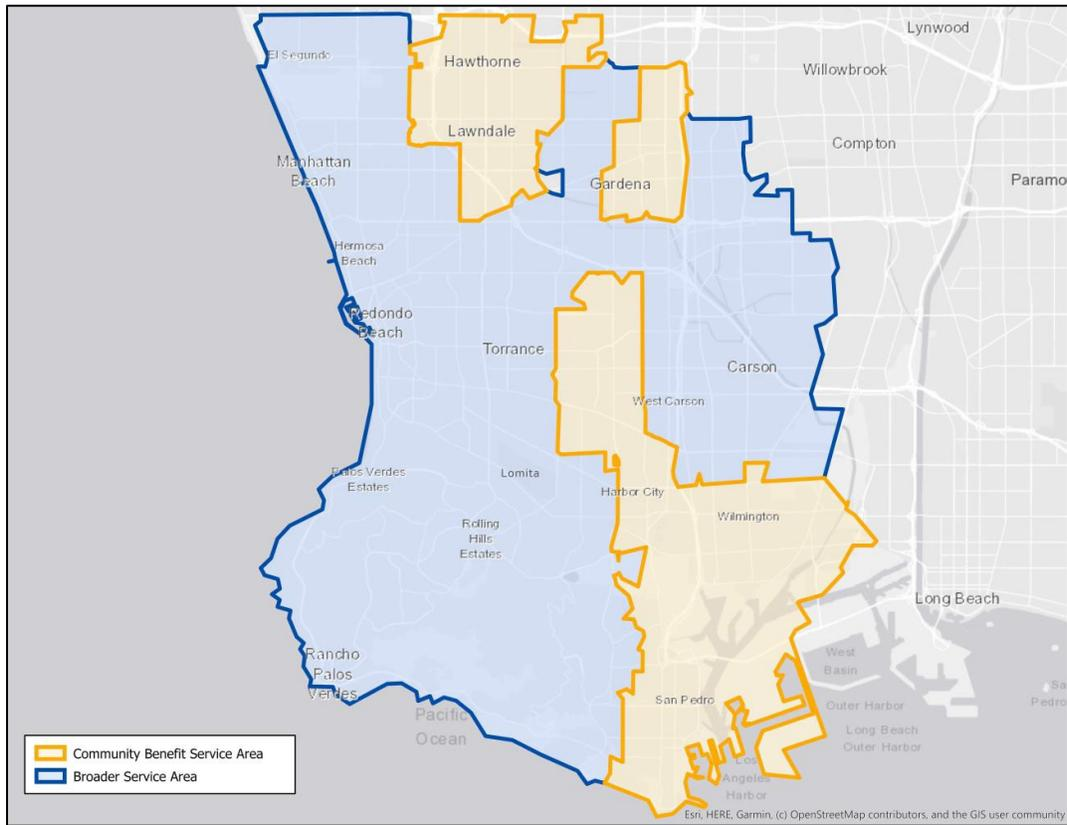 Lynwood
El Segundo
Hawthorne
Willowbrook
Lawndale
Compton
Manhattan
Beach
Gardena
Paramo
Hermosa
Beach
Redondo
Beach
Torrance
Carson
West Carson
Palos Verdes
Estates
Lomita
Harbor City
Wilmington
Rolling
Hills
Estates
Long Beach
Rancho
Palos
Verdes
West
Basin
San Pedro
Sa
Pedro
Outer Harbor
Pacific
Ocean
Long Beach
Outer Harbor
Los
Angeles
Harbor
Community Benefit Service Area
Broader Service Area
Esri, HERE, Garmin, (c) OpenStreetMap contributors, and the GIS user community